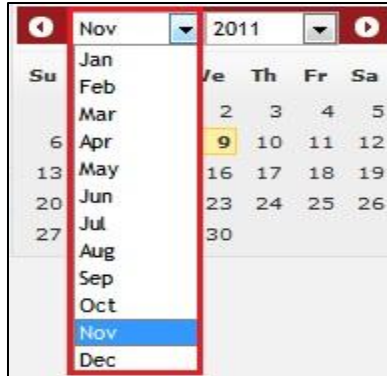 Nov 2011
Jan
Su /e Th Fr Sa
Feb
Mar 2 3 4 5
6 Apr 9 10 11 12
13 May 16 17 18 19
Jun
20 23 24 25 26
Jul
27 30
Aug
Sep
Oct
Nov
Dec